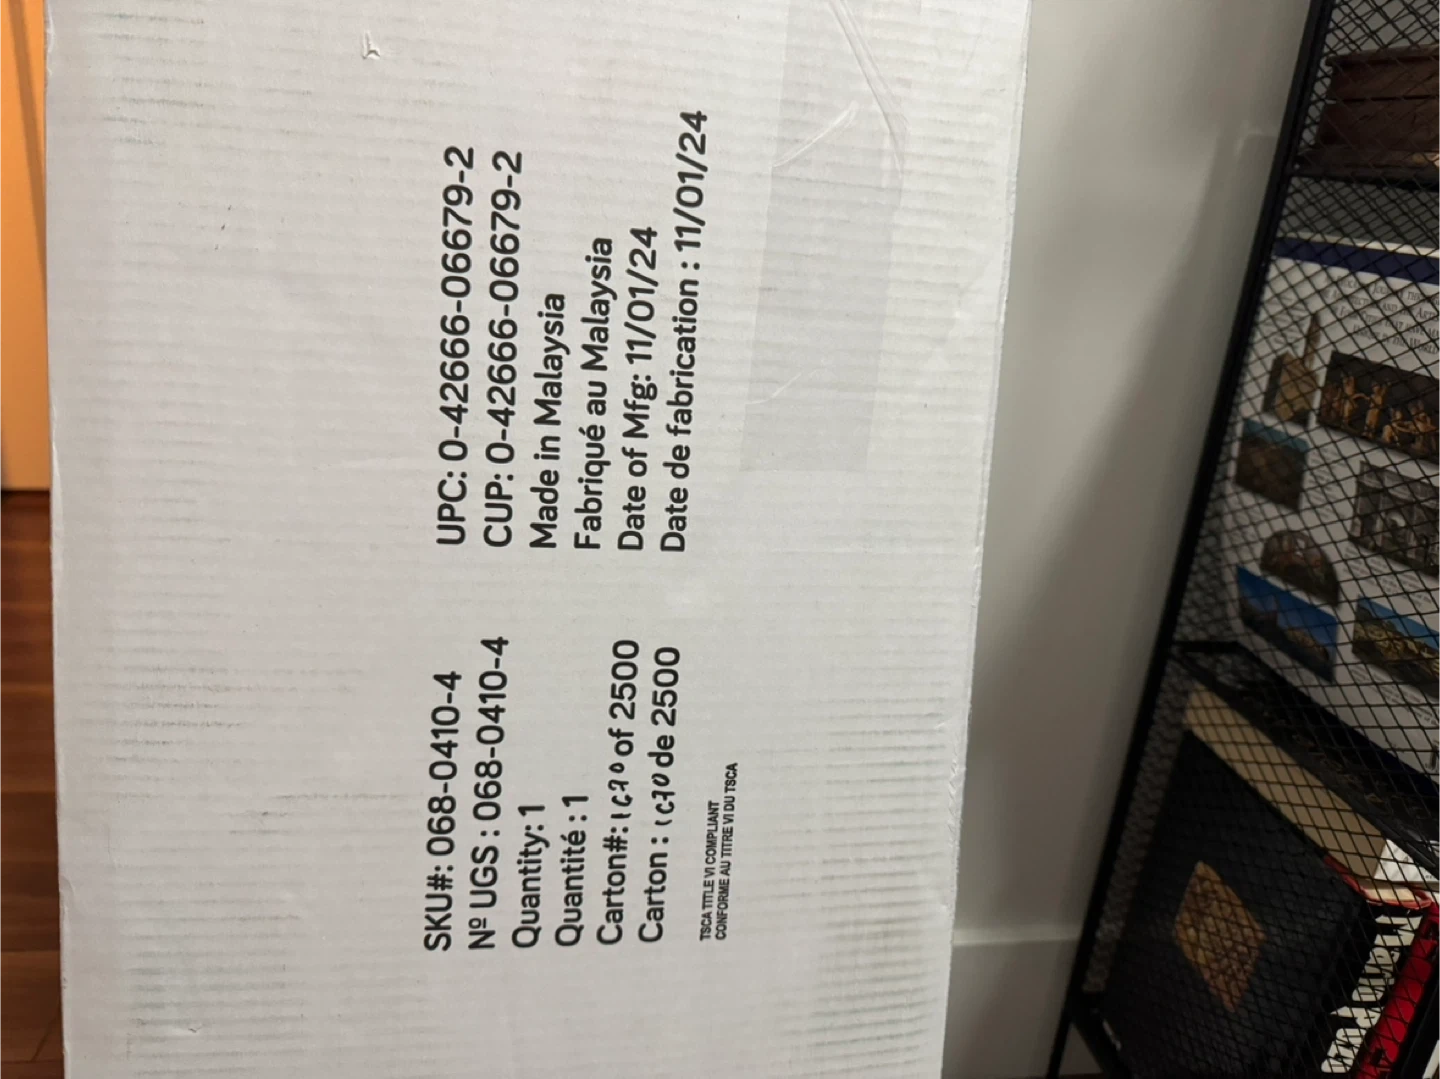 SKU#: 068-0410-4
Nº UGS : 068-0410-4
Quantity: 1
Quantité : 1
Carton#: 1670 of 2500
Carton : 1670 de 2500
TSCA TITLE VI COMPLIANT
CONFORME AU TITRE VI DU TSCA
UPC: 0-42666-06679-2
CUP: 0-42666-06679-2
Made in Malaysia
Fabriqué au Malaysia
Date of Mfg: 11/01/24
Date de fabrication : 11/01/24